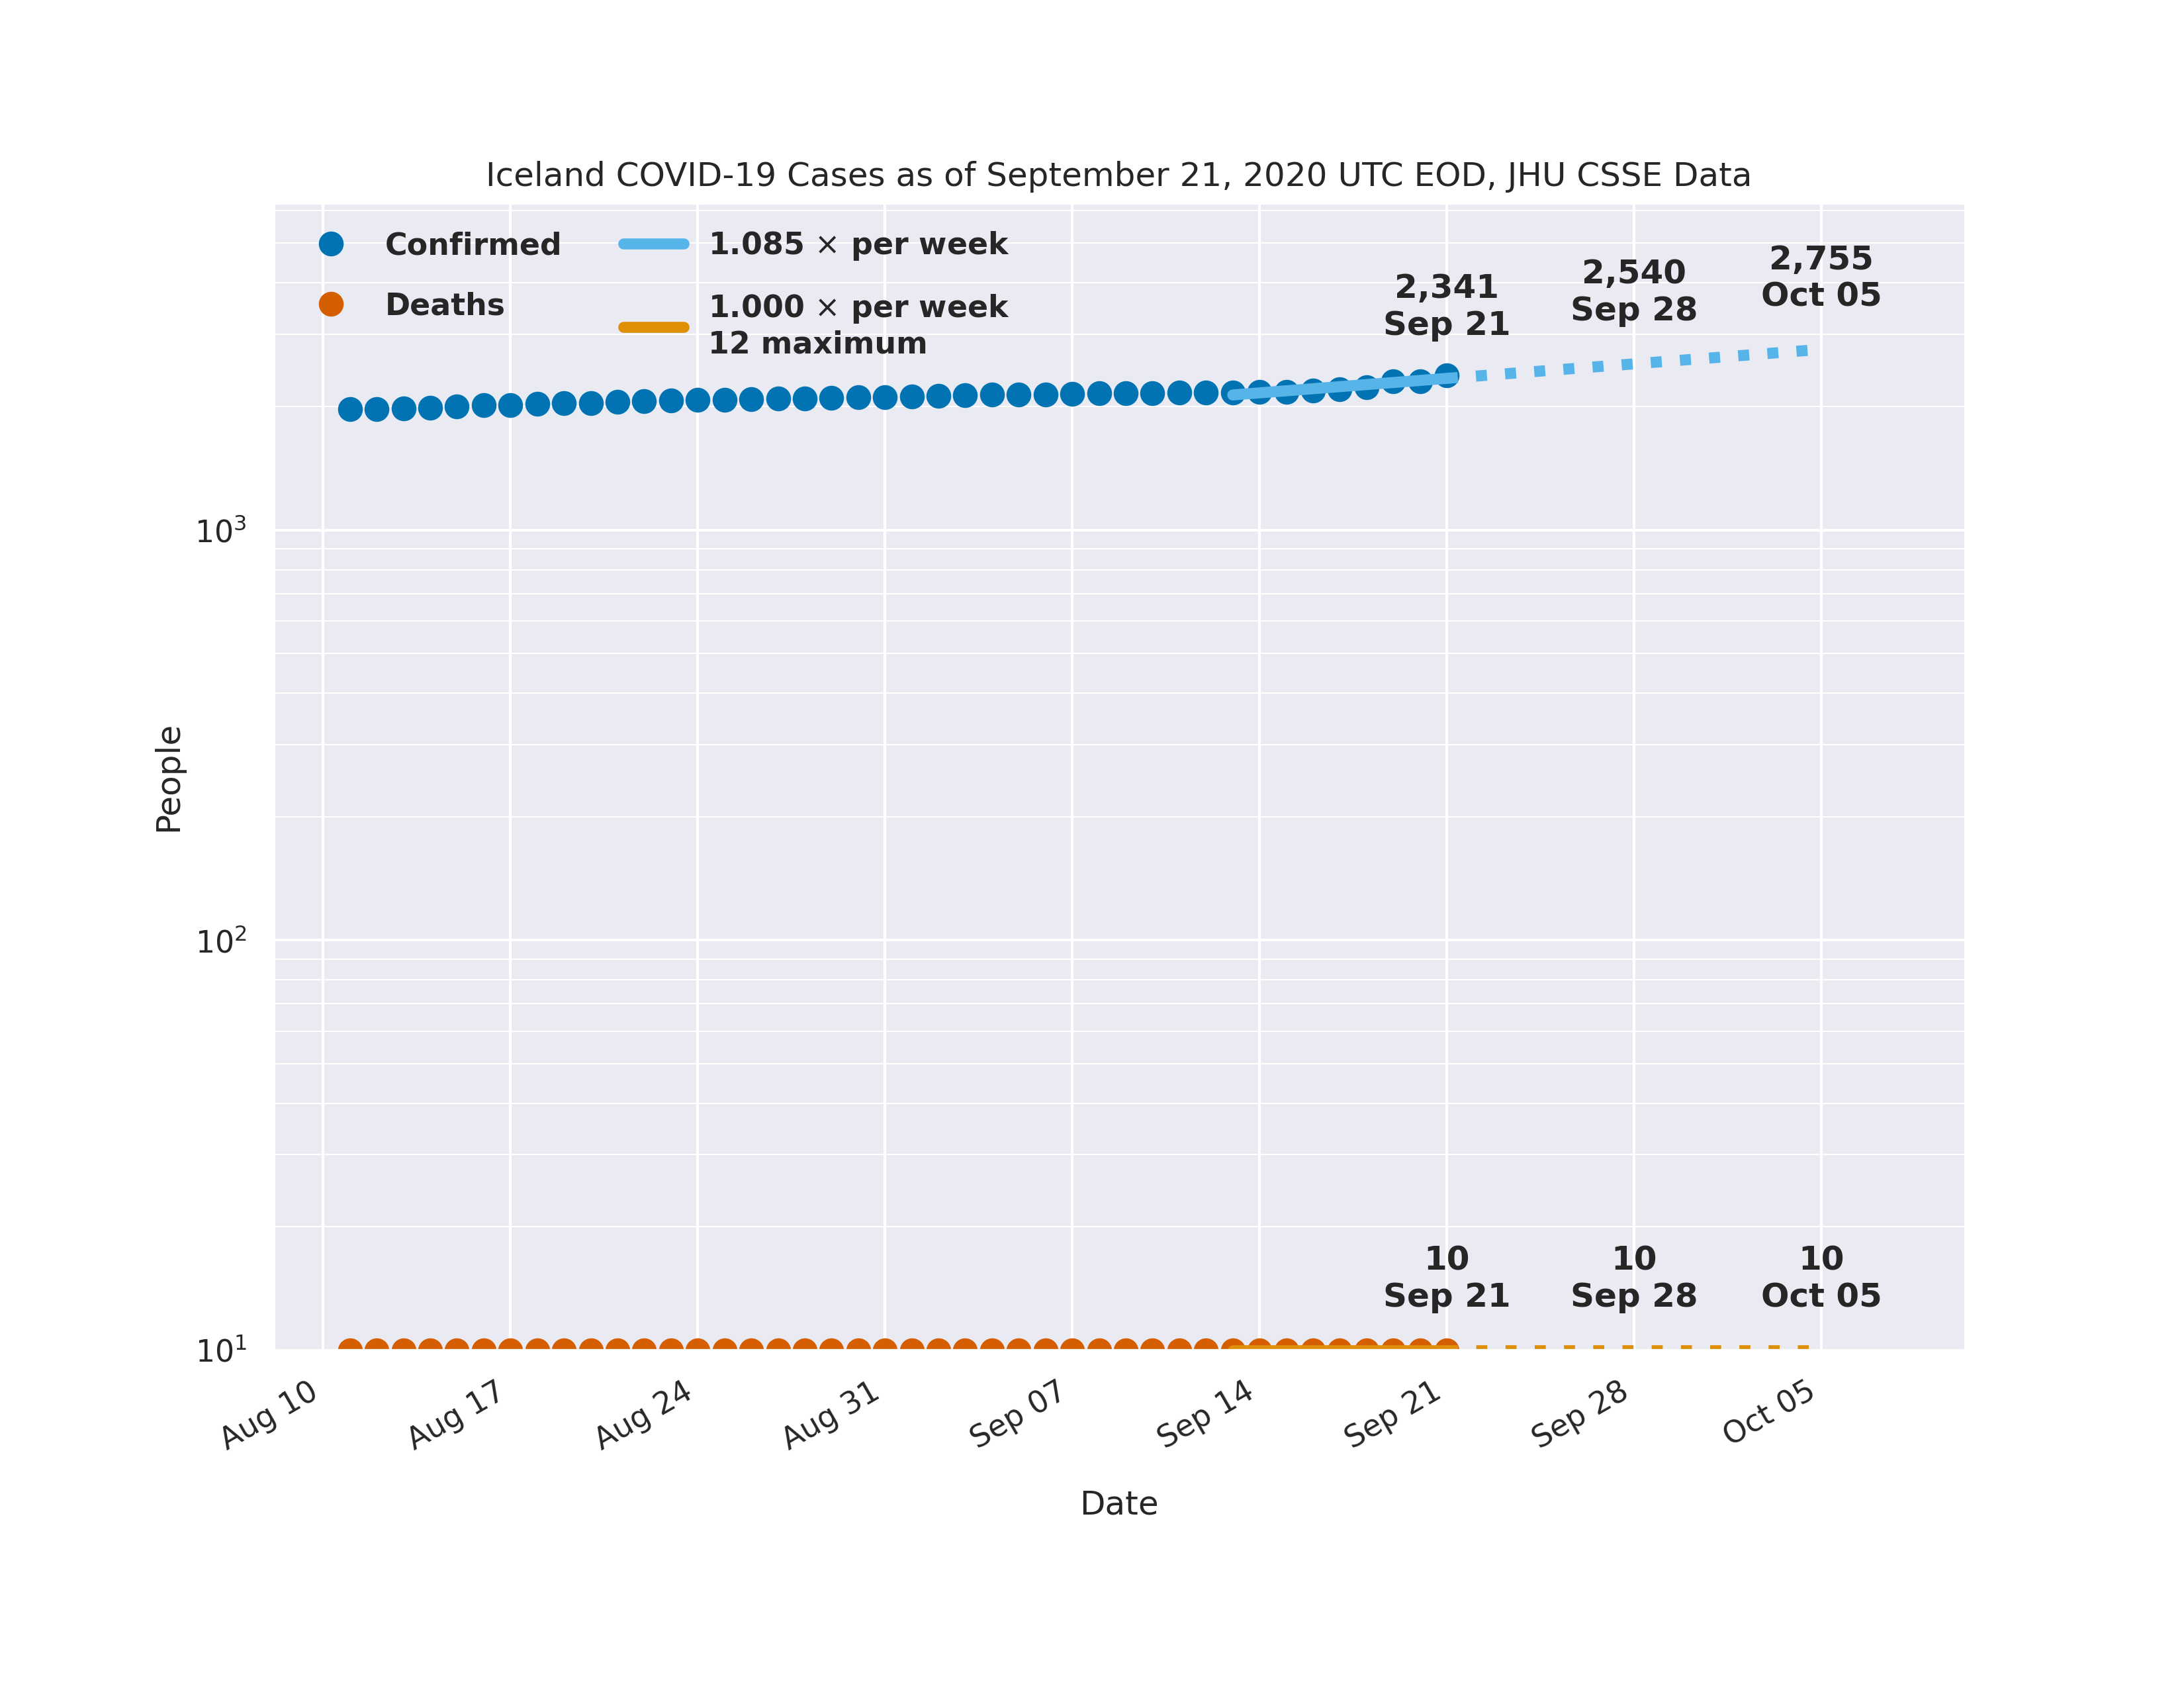 Iceland COVID-19 Cases as of September 21, 2020 UTC EOD, JHU CSSE Data
Confirmed
Deaths
1.085 × per week
1.000 × per week
12 maximum
2,341
Sep 21
2,540
Sep 28
2,755
Oct 05
10³
10²
10¹
People
10
Sep 21
10
Sep 28
10
Oct 05
Aug 10
Aug 17
Aug 24
Aug 31
Sep 07
Sep 14
Sep 21
Sep 28
Oct 05
Date